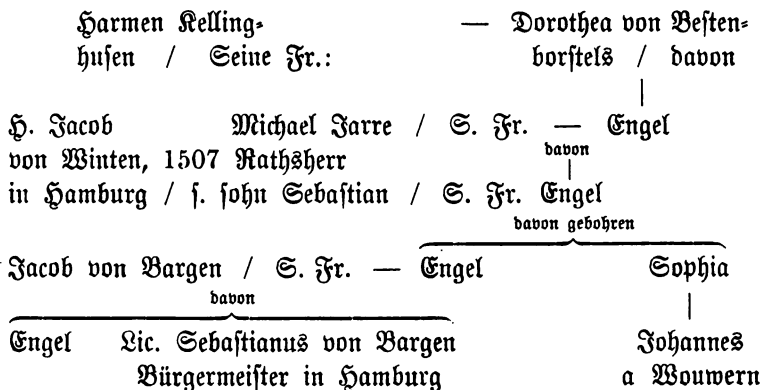 Harmen Kelling- — Dorothea von Besten-
husen / Seine Fr.: borstels / davon
H. Jacob Michael Jarre / S. Fr. — Engel
von Winten, 1507 Rathsherr davon
in Hamburg / s. sohn Sebastian / S. Fr. Engel
davon gebohren
Jacob von Bargen / S. Fr. — Engel Sophia
davon
Engel Lic. Sebastianus von Bargen Johannes
Bürgermeister in Hamburg a Wouwern